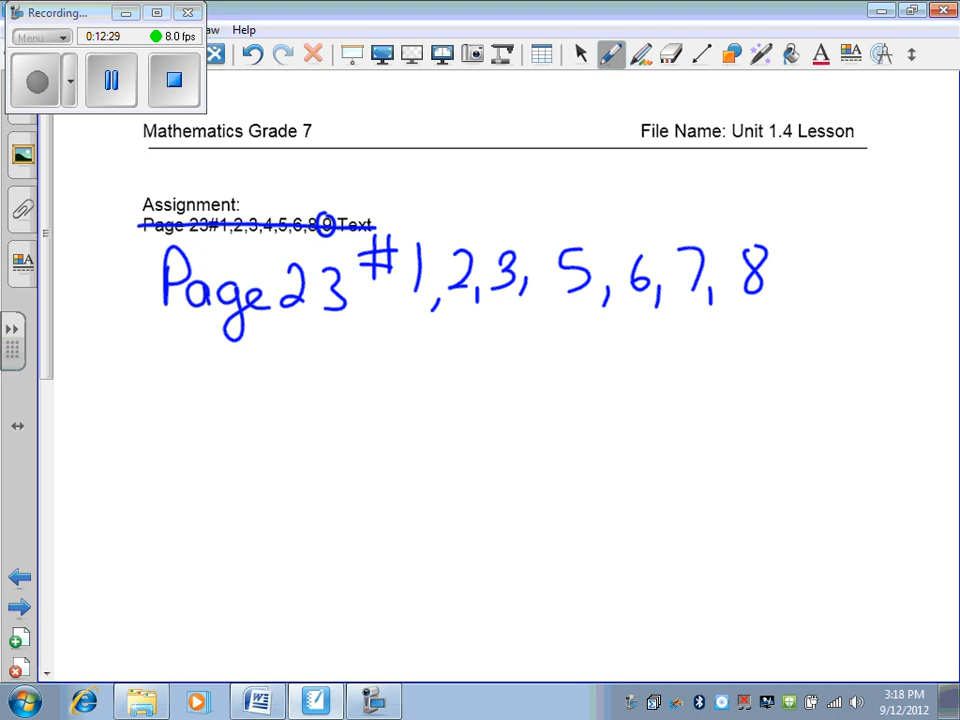 Recording...
Menu
0:12:29
8.0 fps
aw Help
Mathematics Grade 7
File Name: Unit 1.4 Lesson
Assignment:
Page 23#1,2,3,4,5,6,8,9 Text
Page 23 # 1, 2, 3, 5, 6, 7, 8
3:18 PM
9/12/2012